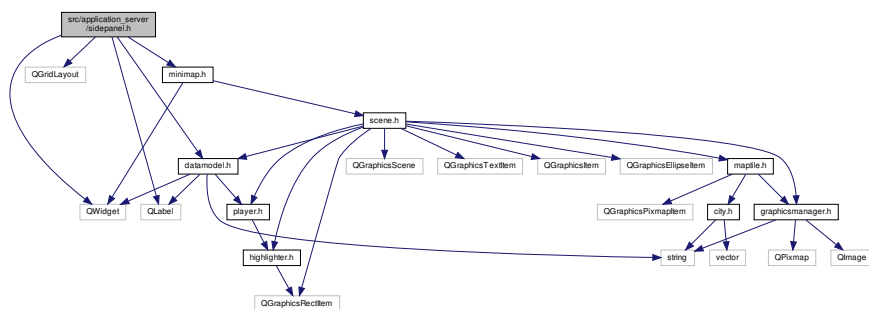 src/application_server
/sidepanel.h
QGridLayout
minimap.h
scene.h
datamodel.h
QGraphicsScene
QGraphicsTextItem
QGraphicsItem
QGraphicsEllipseItem
maptile.h
QWidget
QLabel
player.h
QGraphicsPixmapItem
city.h
graphicsmanager.h
highlighter.h
string
vector
QPixmap
QImage
QGraphicsRectItem